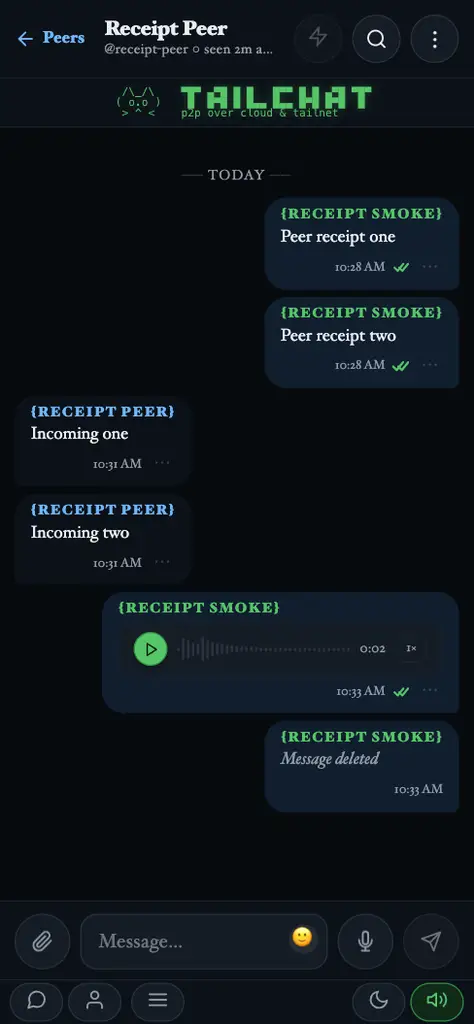 Peers
Receipt Peer
@receipt-peer ○ seen 2m a...
/\_/\
( o.o )
> ^ <
TAILCHAT
p2p over cloud & tailnet
TODAY
{RECEIPT SMOKE}
Peer receipt one
10:28 AM
{RECEIPT SMOKE}
Peer receipt two
10:28 AM
{RECEIPT PEER}
Incoming one
10:31 AM
{RECEIPT PEER}
Incoming two
10:31 AM
{RECEIPT SMOKE}
0:02 1×
10:33 AM
{RECEIPT SMOKE}
Message deleted
10:33 AM
Message...